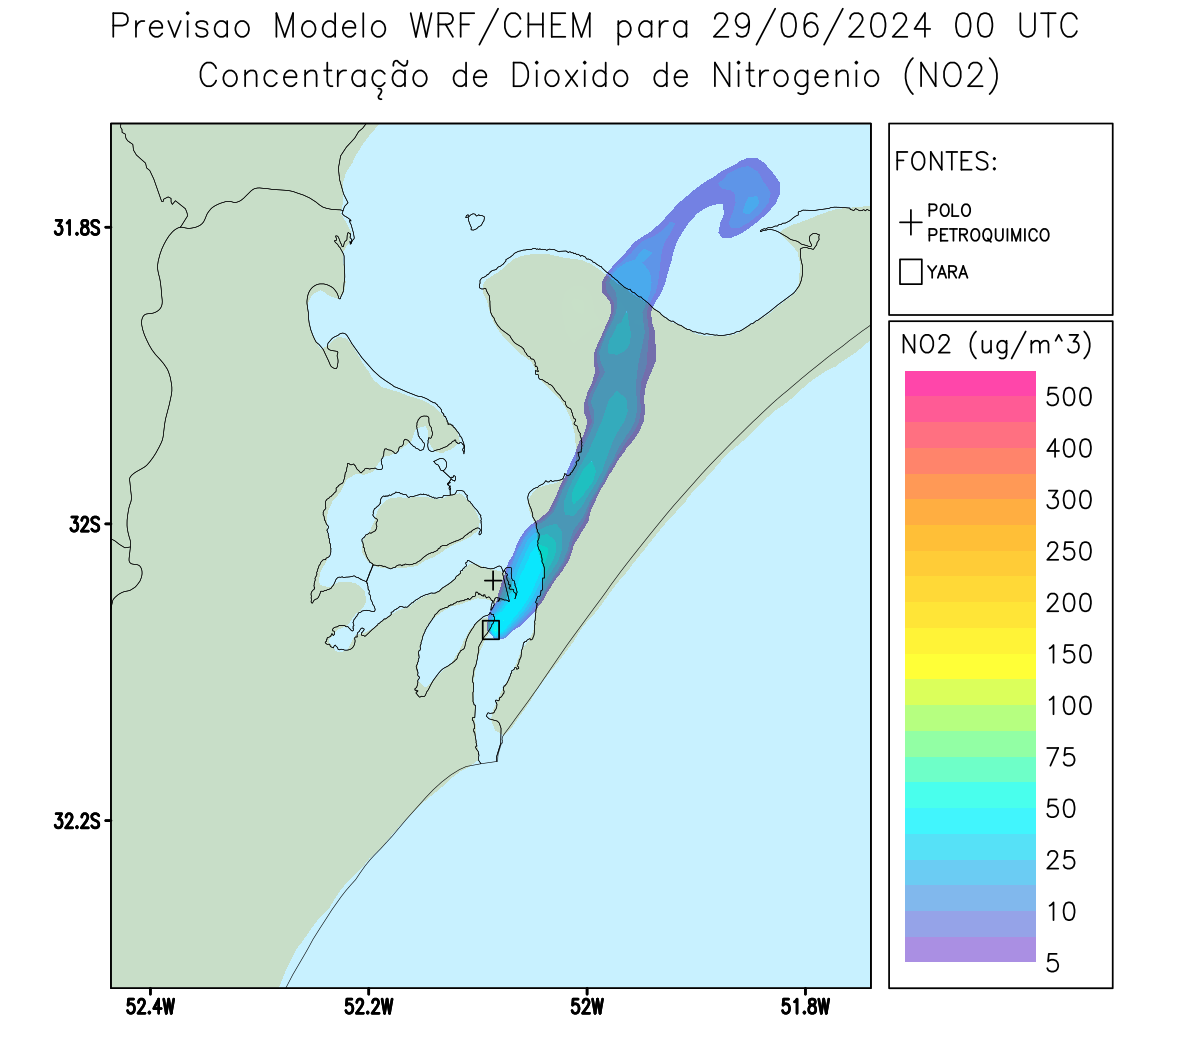 Previsao Modelo WRF/CHEM para 29/06/2024 00 UTC
Concentração de Dioxido de Nitrogenio (NO2)
FONTES:
POLO
PETROQUIMICO
YARA
NO2 (ug/m^3)
500
400
300
250
200
150
100
75
50
25
10
5
31.8S
32S
32.2S
52.4W
52.2W
52W
51.8W